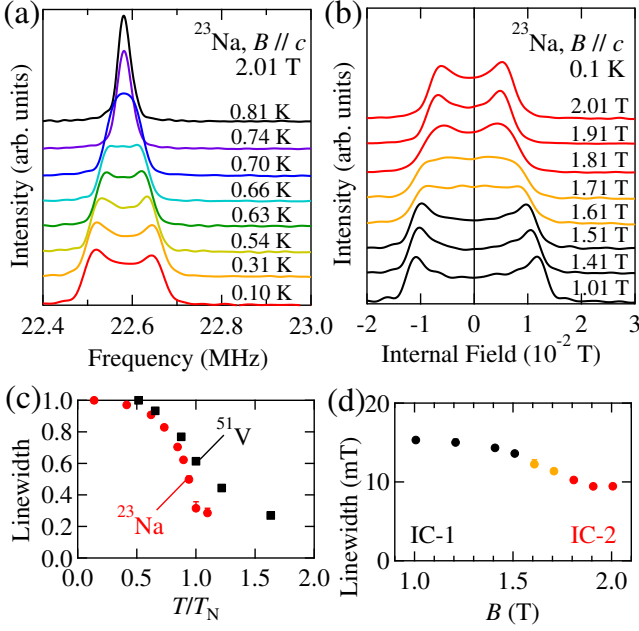 (a)
²³Na, B // c
2.01 T
0.81 K
0.74 K
0.70 K
0.66 K
0.63 K
0.54 K
0.31 K
0.10 K
Intensity (arb. units)
22.4 22.6 22.8 23.0
Frequency (MHz)
(b)
²³Na, B // c
0.1 K
2.01 T
1.91 T
1.81 T
1.71 T
1.61 T
1.51 T
1.41 T
1.01 T
Intensity (arb. units)
-2 -1 0 1 2
Internal Field (10⁻² T)
(c)
1.0
0.8
0.6
0.4
0.2
0.0
Linewidth
⁵¹V
²³Na
0.0 0.5 1.0 1.5 2.0
T/T_N
(d)
20
10
0
Linewidth (mT)
IC-1 IC-2
1.0 1.5 2.0
B (T)